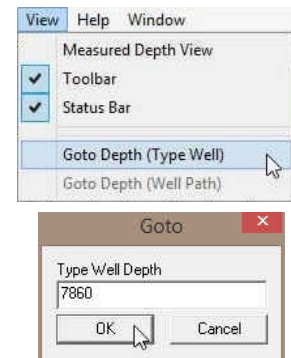 View Help Window
Measured Depth View
Toolbar
Status Bar
Goto Depth (Type Well)
Goto Depth (Well Path)
Goto
Type Well Depth
7860
OK Cancel